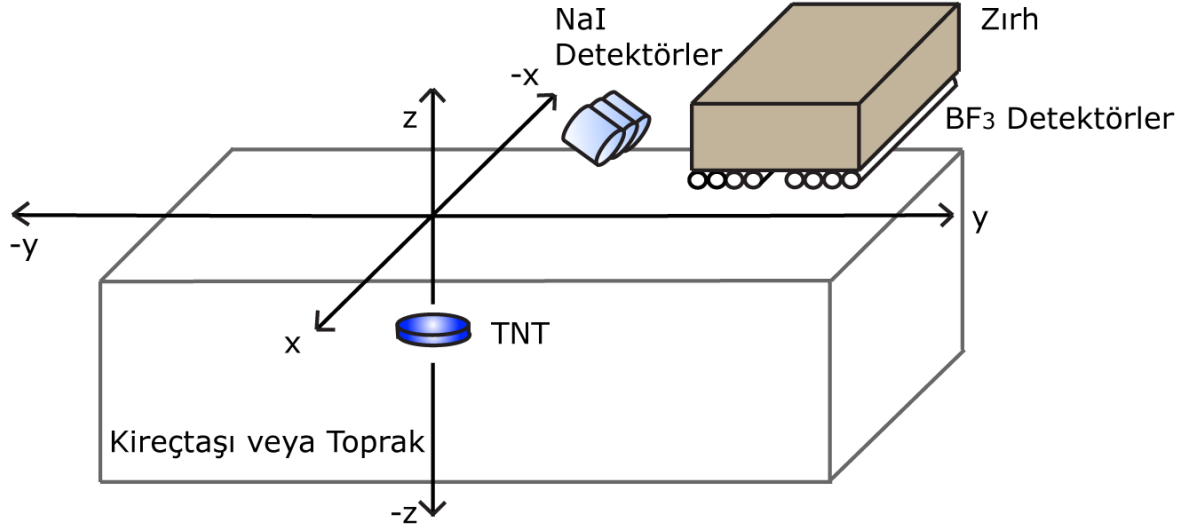 NaI
Detektörler
Zırh
-x
z
BF3 Detektörler
-y
y
x
TNT
Kireçtaşı veya Toprak
-z